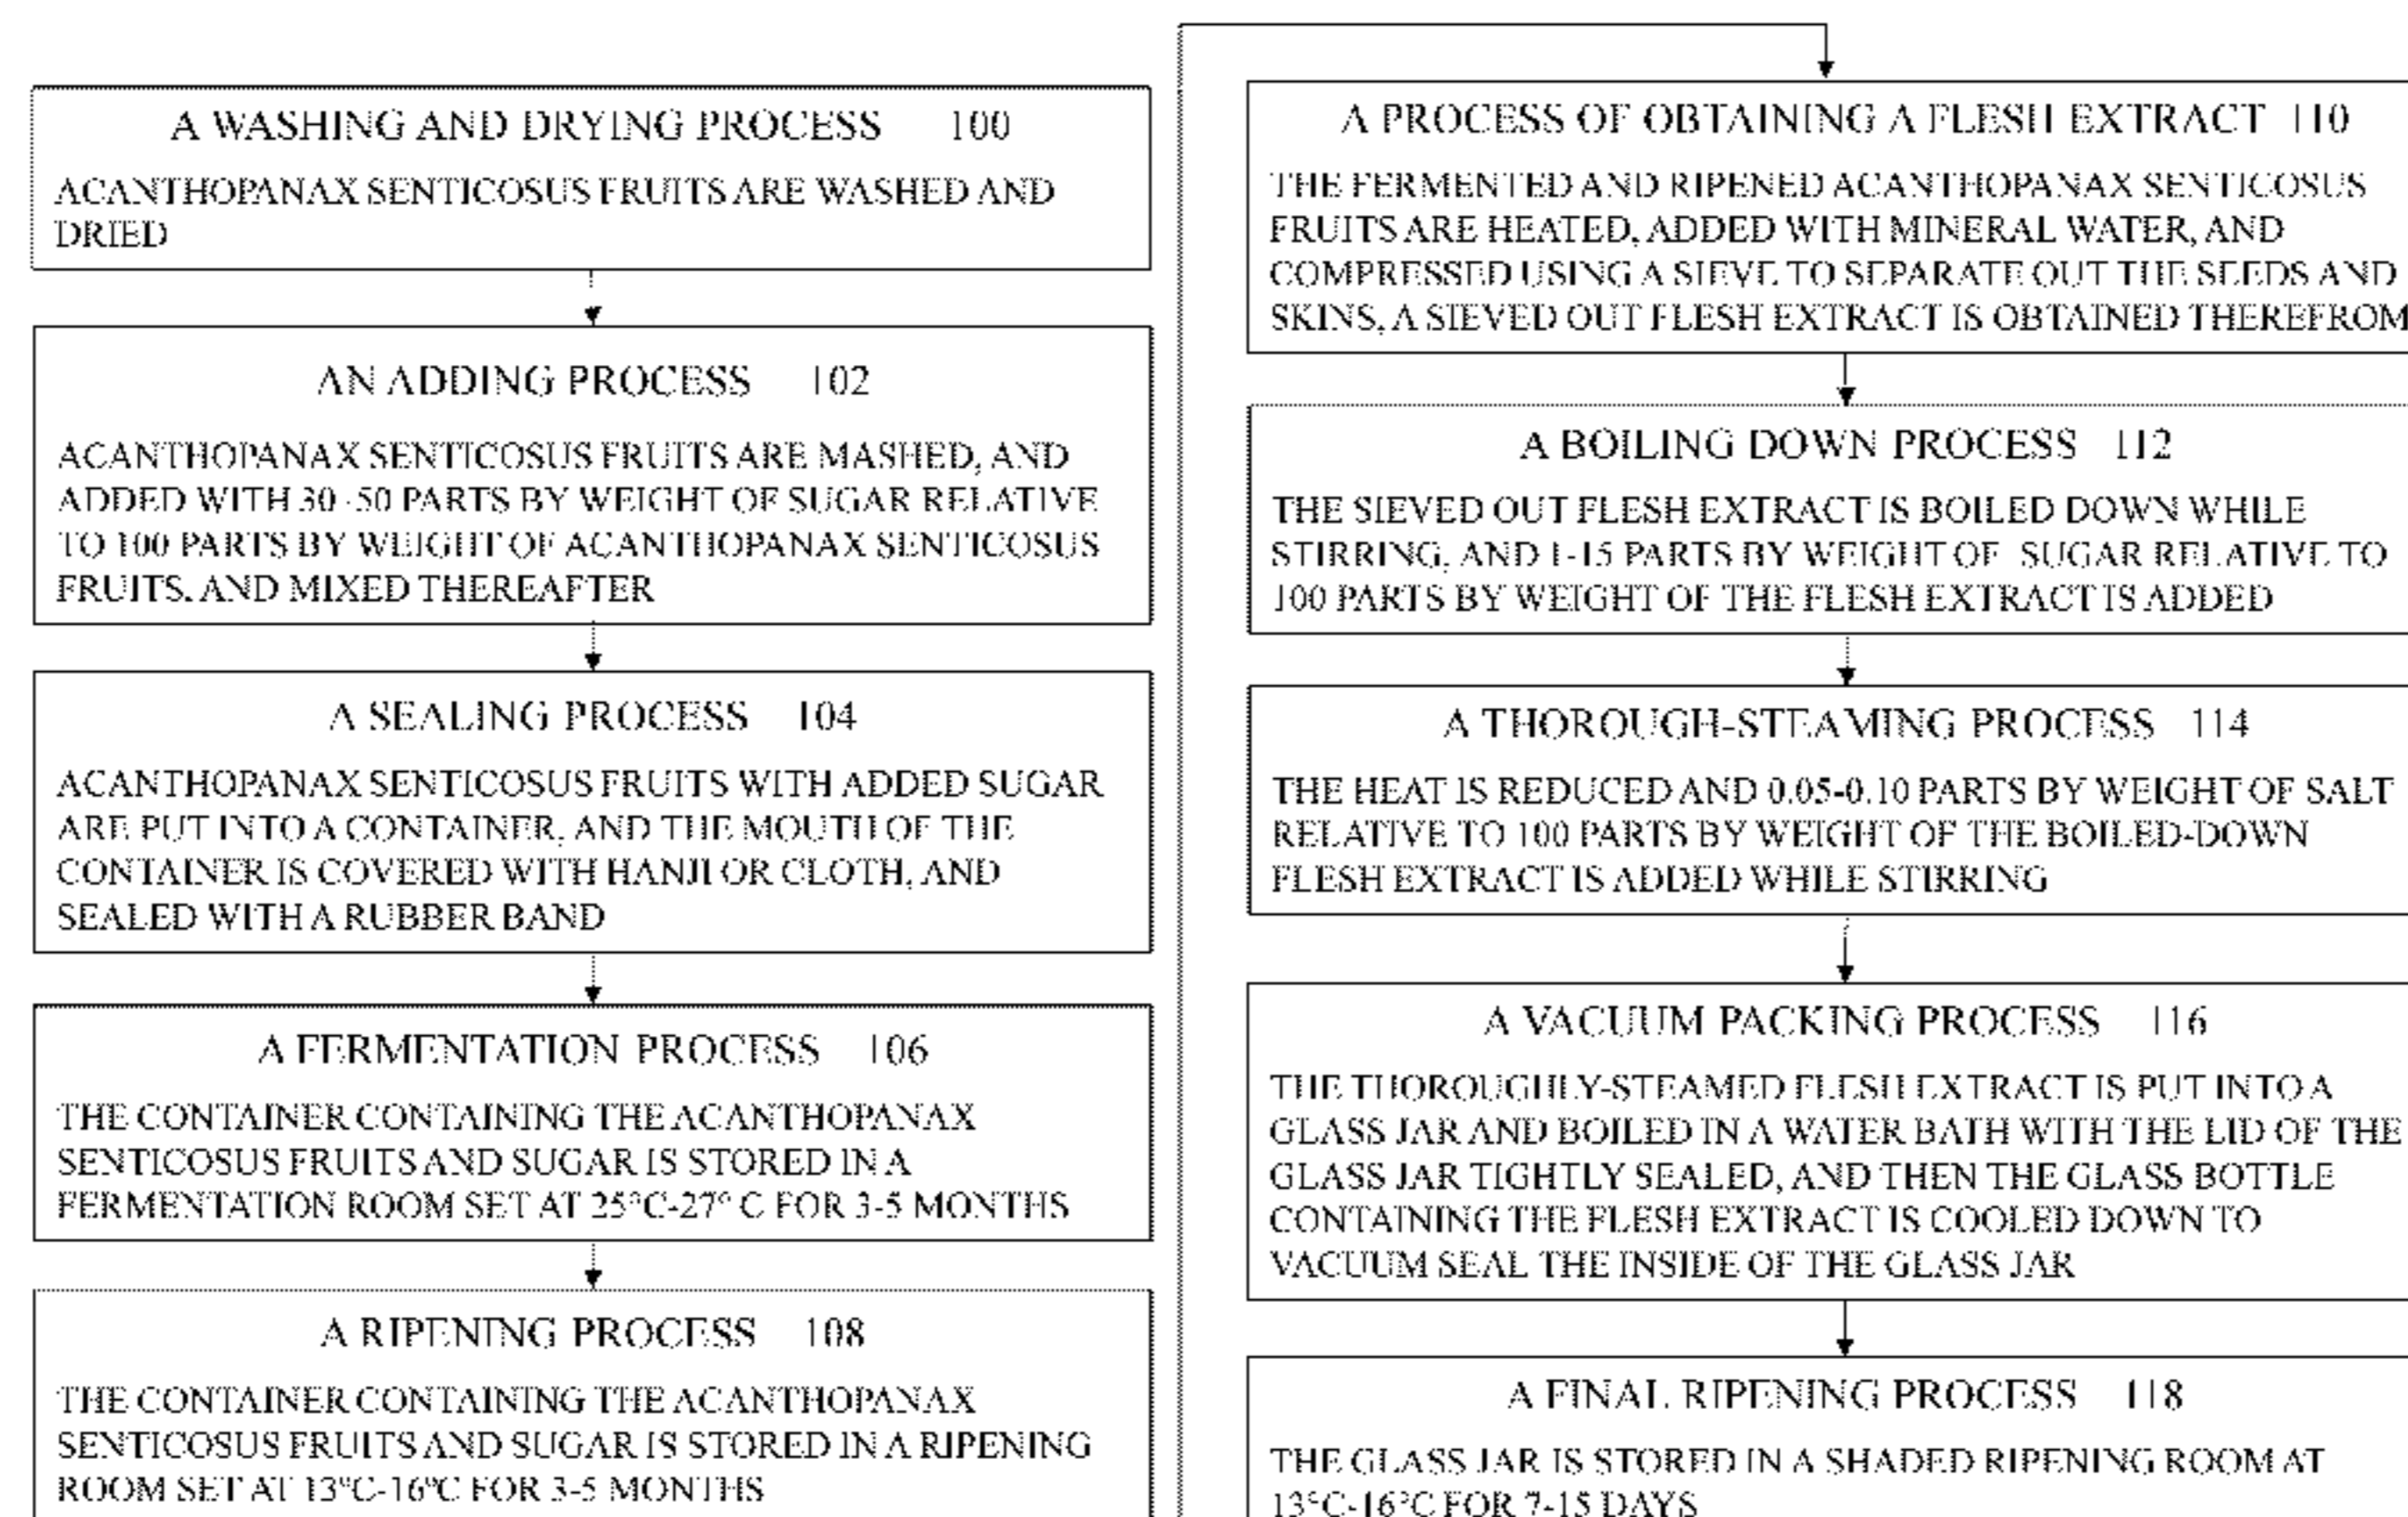 A WASHING AND DRYING PROCESS 100
ACANTHOPANAX SENTICOSUS FRUITS ARE WASHED AND
DRIED
AN ADDING PROCESS 102
ACANTHOPANAX SENTICOSUS FRUITS ARE MASHED, AND
ADDED WITH 30-50 PARTS BY WEIGHT OF SUGAR RELATIVE
TO 100 PARTS BY WEIGHT OF ACANTHOPANAX SENTICOSUS
FRUITS, AND MIXED THEREAFTER
A SEALING PROCESS 104
ACANTHOPANAX SENTICOSUS FRUITS WITH ADDED SUGAR
ARE PUT INTO A CONTAINER, AND THE MOUTH OF THE
CONTAINER IS COVERED WITH HANJI OR CLOTH, AND
SEALED WITH A RUBBER BAND
A FERMENTATION PROCESS 106
THE CONTAINER CONTAINING THE ACANTHOPANAX
SENTICOSUS FRUITS AND SUGAR IS STORED IN A
FERMENTATION ROOM SET AT 25°C-27° C FOR 3-5 MONTHS
A RIPENING PROCESS 108
THE CONTAINER CONTAINING THE ACANTHOPANAX
SENTICOSUS FRUITS AND SUGAR IS STORED IN A RIPENING
ROOM SET AT 13°C-16°C FOR 3-5 MONTHS
A PROCESS OF OBTAINING A FLESH EXTRACT 110
THE FERMENTED AND RIPENED ACANTHOPANAX SENTICOSUS
FRUITS ARE HEATED, ADDED WITH MINERAL WATER, AND
COMPRESSED USING A SIEVE TO SEPARATE OUT THE SEEDS AND
SKINS, A SIEVED OUT FLESH EXTRACT IS OBTAINED THEREFROM
A BOILING DOWN PROCESS 112
THE SIEVED OUT FLESH EXTRACT IS BOILED DOWN WHILE
STIRRING, AND 1-15 PARTS BY WEIGHT OF SUGAR RELATIVE TO
100 PARTS BY WEIGHT OF THE FLESH EXTRACT IS ADDED
A THOROUGH-STEAMING PROCESS 114
THE HEAT IS REDUCED AND 0.05-0.10 PARTS BY WEIGHT OF SALT
RELATIVE TO 100 PARTS BY WEIGHT OF THE BOILED-DOWN
FLESH EXTRACT IS ADDED WHILE STIRRING
A VACUUM PACKING PROCESS 116
THE THOROUGHLY-STEAMED FLESH EXTRACT IS PUT INTO A
GLASS JAR AND BOILED IN A WATER BATH WITH THE LID OF THE
GLASS JAR TIGHTLY SEALED, AND THEN THE GLASS BOTTLE
CONTAINING THE FLESH EXTRACT IS COOLED DOWN TO
VACUUM SEAL THE INSIDE OF THE GLASS JAR
A FINAL RIPENING PROCESS 118
THE GLASS JAR IS STORED IN A SHADED RIPENING ROOM AT
13°C-16°C FOR 7-15 DAYS